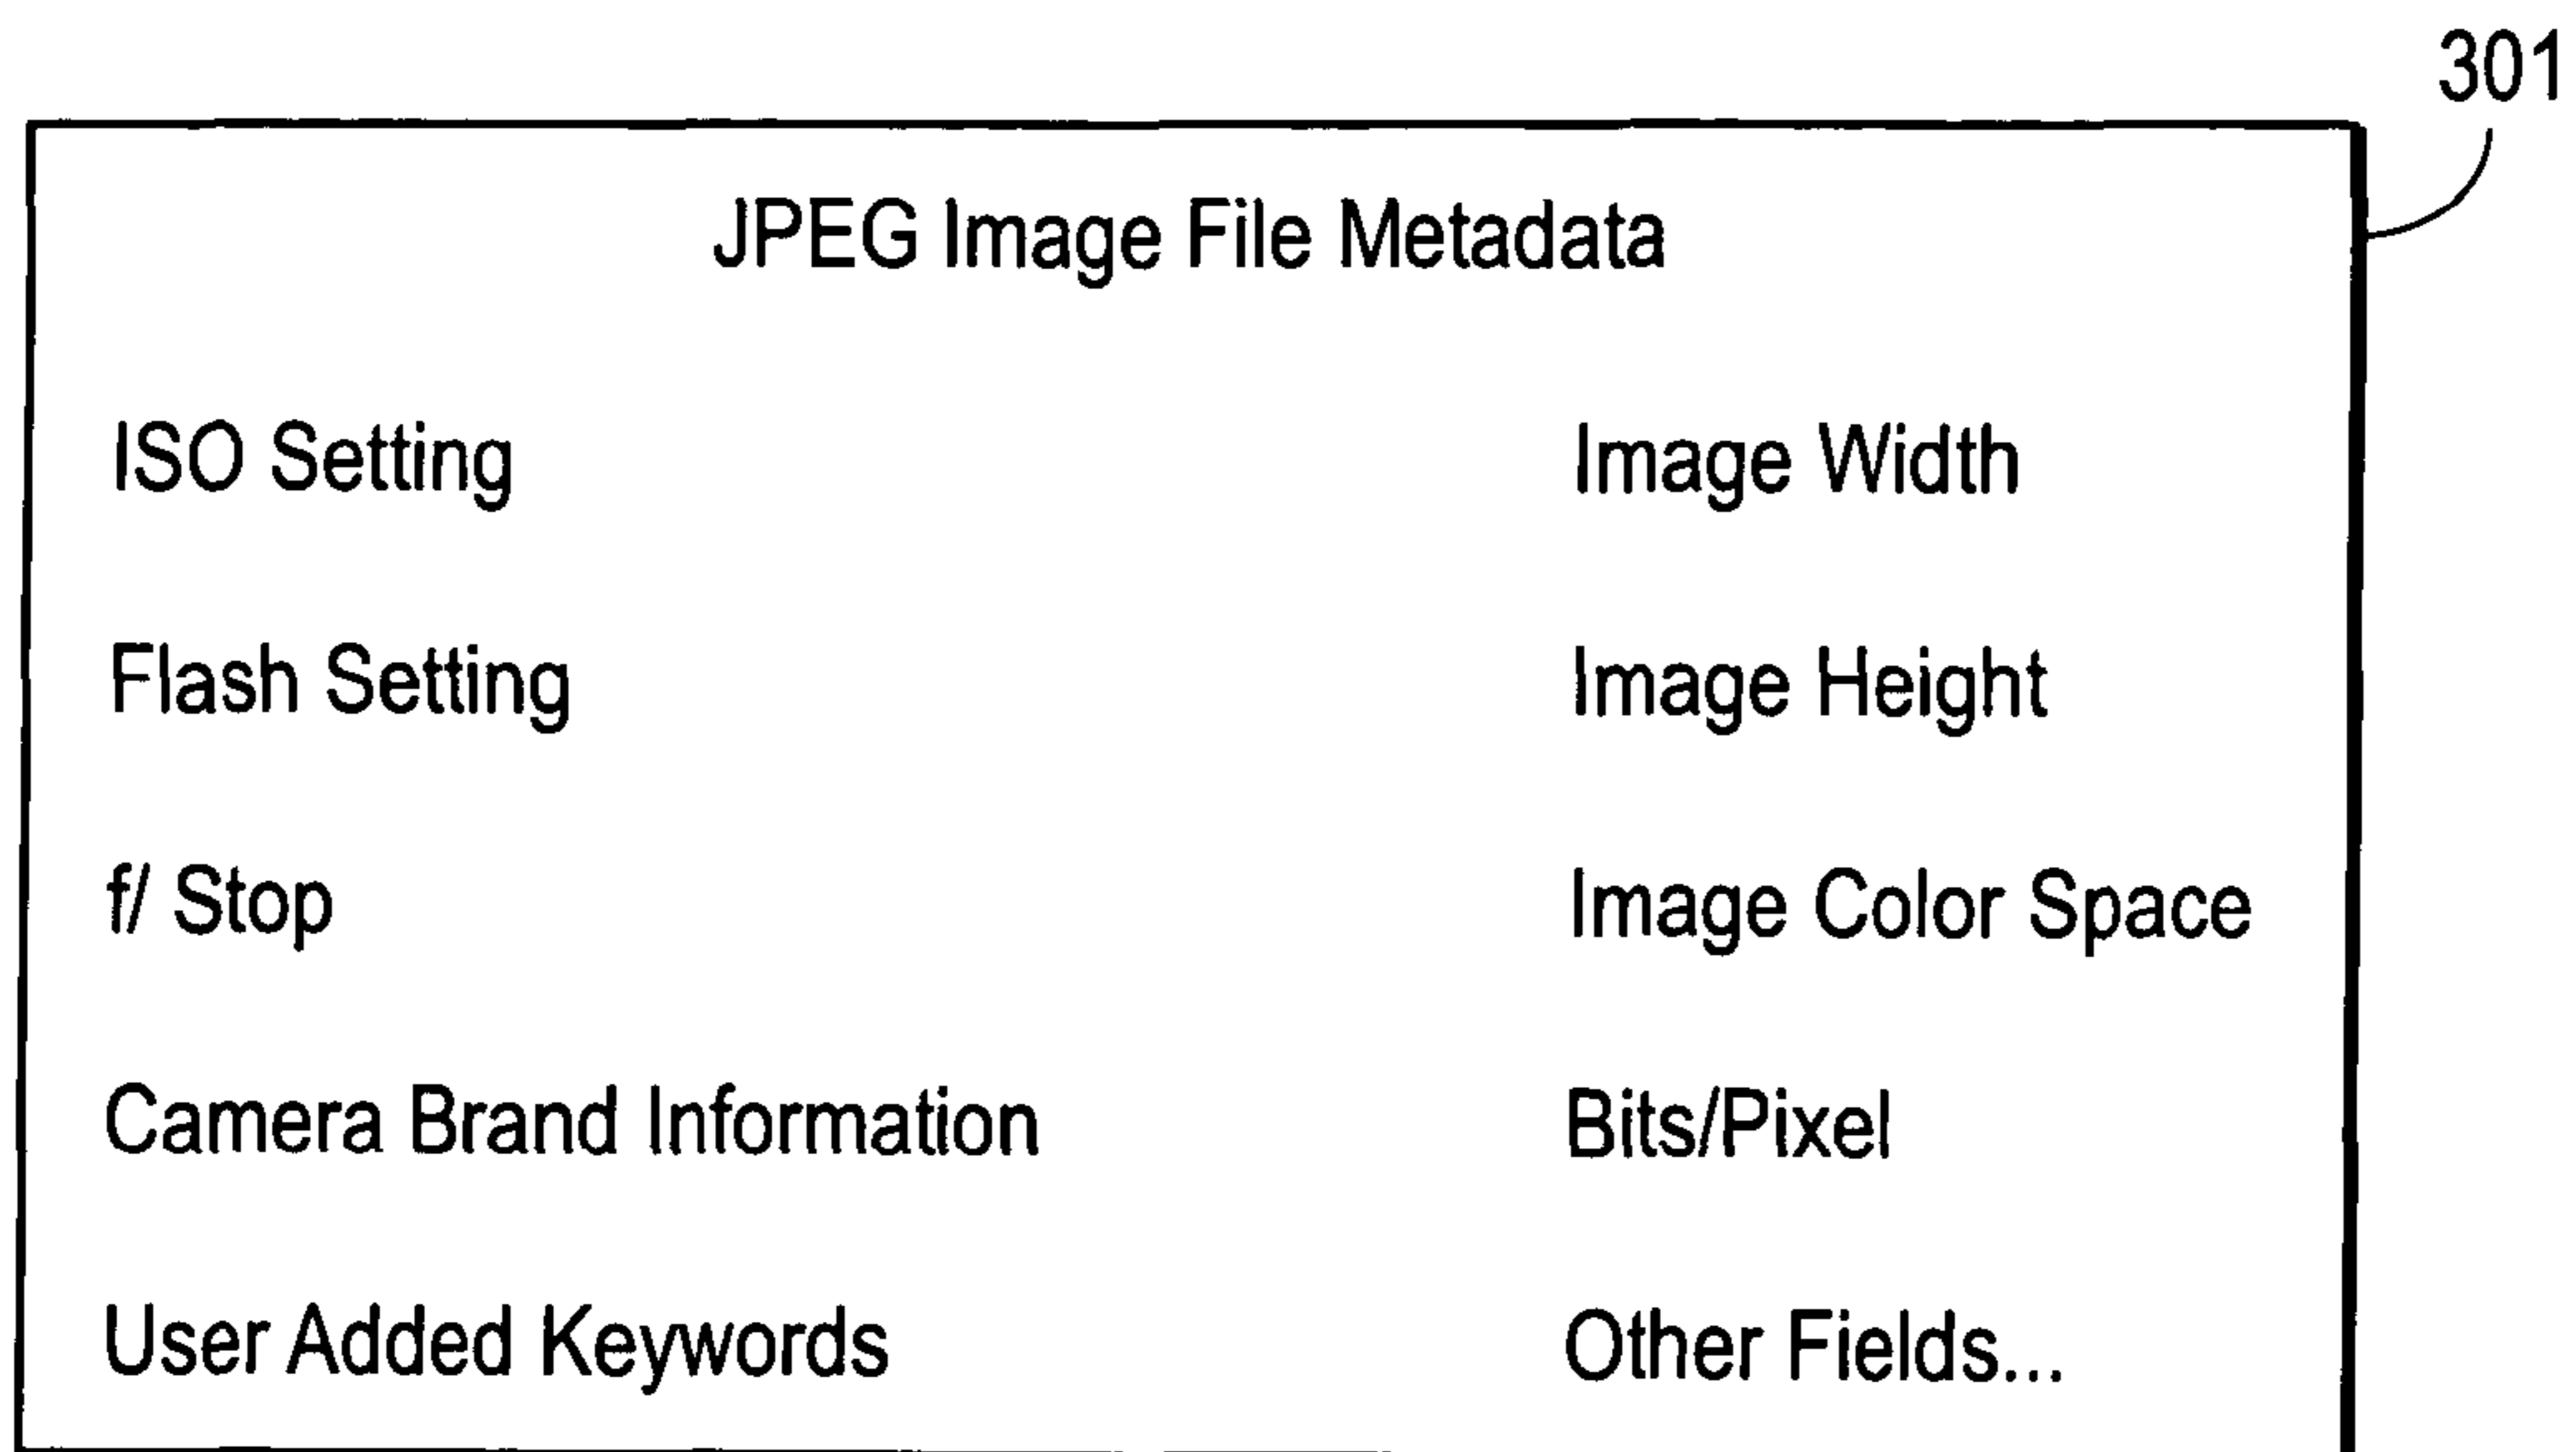 301
JPEG Image File Metadata
ISO Setting
Image Width
Flash Setting
Image Height
f/ Stop
Image Color Space
Camera Brand Information
Bits/Pixel
User Added Keywords
Other Fields...